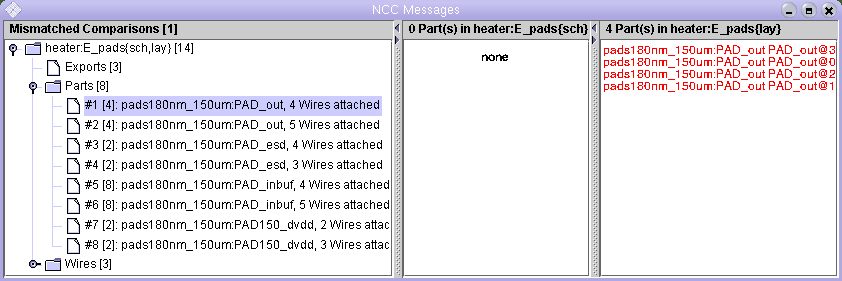 NCC Messages
Mismatched Comparisons [1]
heater:E_pads{sch,lay} [14]
Exports [3]
Parts [8]
#1 [4]: pads180nm_150um:PAD_out, 4 Wires attached
#2 [4]: pads180nm_150um:PAD_out, 5 Wires attached
#3 [2]: pads180nm_150um:PAD_esd, 4 Wires attached
#4 [2]: pads180nm_150um:PAD_esd, 3 Wires attached
#5 [8]: pads180nm_150um:PAD_inbuf, 4 Wires attached
#6 [8]: pads180nm_150um:PAD_inbuf, 5 Wires attached
#7 [2]: pads180nm_150um:PAD150_dvdd, 2 Wires attac
#8 [2]: pads180nm_150um:PAD150_dvdd, 3 Wires attac
Wires [3]
0 Part(s) in heater:E_pads{sch}
none
4 Part(s) in heater:E_pads{lay}
pads180nm_150um:PAD_out PAD_out@3
pads180nm_150um:PAD_out PAD_out@0
pads180nm_150um:PAD_out PAD_out@2
pads180nm_150um:PAD_out PAD_out@1